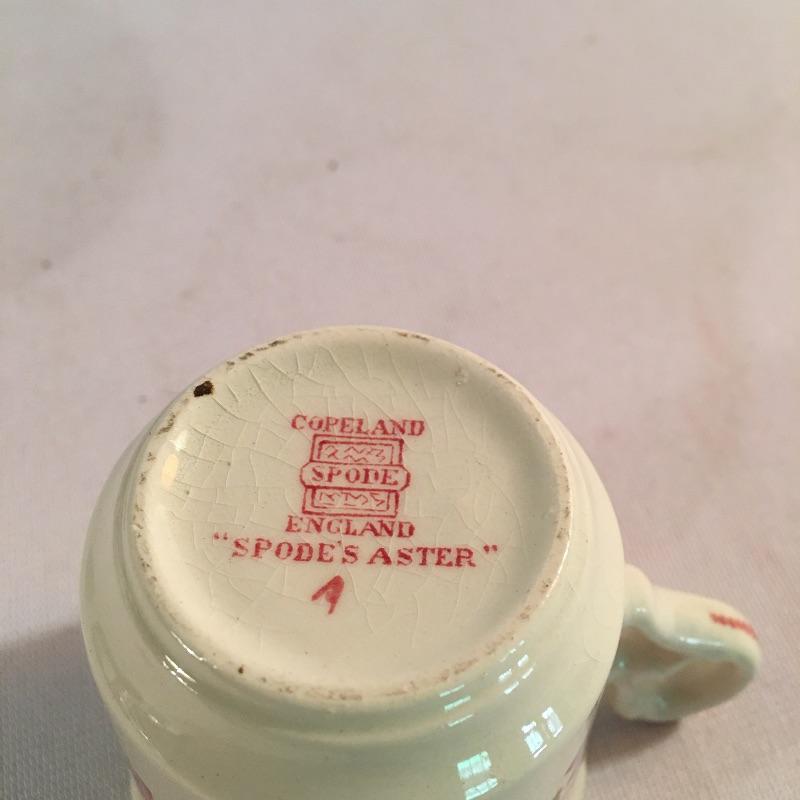 COPELAND
SPODE
ENGLAND
"SPODE'S ASTER"